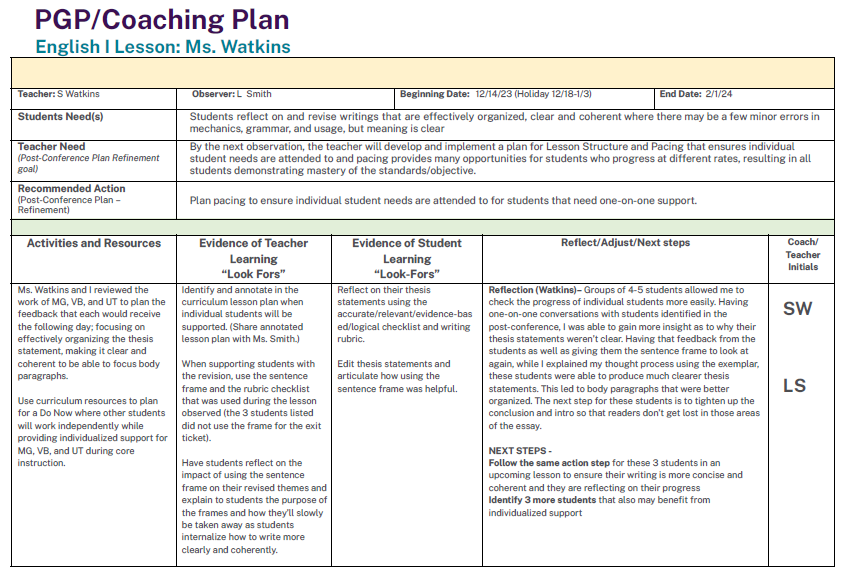 PGP/Coaching Plan
English I Lesson: Ms. Watkins
Teacher: S Watkins
Observer: L Smith
Beginning Date: 12/14/23 (Holiday 12/18-1/3)
End Date: 2/1/24
Students Need(s)
Students reflect on and revise writings that are effectively organized, clear and coherent where there may be a few minor errors in
mechanics, grammar, and usage, but meaning is clear
Teacher Need
(Post-Conference Plan Refinement
goal)
By the next observation, the teacher will develop and implement a plan for Lesson Structure and Pacing that ensures individual
student needs are attended to and pacing provides many opportunities for students who progress at different rates, resulting in all
students demonstrating mastery of the standards/objective.
Recommended Action
(Post-Conference Plan –
Refinement)
Plan pacing to ensure individual student needs are attended to for students that need one-on-one support.
Activities and Resources
Evidence of Teacher
Learning
“Look Fors”
Evidence of Student
Learning
“Look-Fors”
Reflect/Adjust/Next steps
Coach/
Teacher
Initials
Ms. Watkins and I reviewed the
work of MG, VB, and UT to plan the
feedback that each would receive
the following day; focusing on
effectively organizing the thesis
statement, making it clear and
coherent to be able to focus body
paragraphs.
Use curriculum resources to plan
for a Do Now where other students
will work independently while
providing individualized support for
MG, VB, and UT during core
instruction.
Identify and annotate in the
curriculum lesson plan when
individual students will be
supported. (Share annotated
lesson plan with Ms. Smith.)
When supporting students with
the revision, use the sentence
frame and the rubric checklist
that was used during the lesson
observed (the 3 students listed
did not use the frame for the exit
ticket).
Have students reflect on the
impact of using the sentence
frame on their revised themes and
explain to students the purpose of
the frames and how they'll slowly
be taken away as students
internalize how to write more
clearly and coherently.
Reflect on their thesis
statements using the
accurate/relevant/evidence-bas
ed/logical checklist and writing
rubric.
Edit thesis statements and
articulate how using the
sentence frame was helpful.
Reflection (Watkins)– Groups of 4-5 students allowed me to
check the progress of individual students more easily. Having
one-on-one conversations with students identified in the
post-conference, I was able to gain more insight as to why their
thesis statements weren't clear. Having that feedback from the
students as well as giving them the sentence frame to look at
again, while I explained my thought process using the exemplar,
these students were able to produce much clearer thesis
statements. This led to body paragraphs that were better
organized. The next step for these students is to tighten up the
conclusion and intro so that readers don't get lost in those areas
of the essay.
NEXT STEPS -
Follow the same action step for these 3 students in an
upcoming lesson to ensure their writing is more concise and
coherent and they are reflecting on their progress
Identify 3 more students that also may benefit from
individualized support
SW
LS